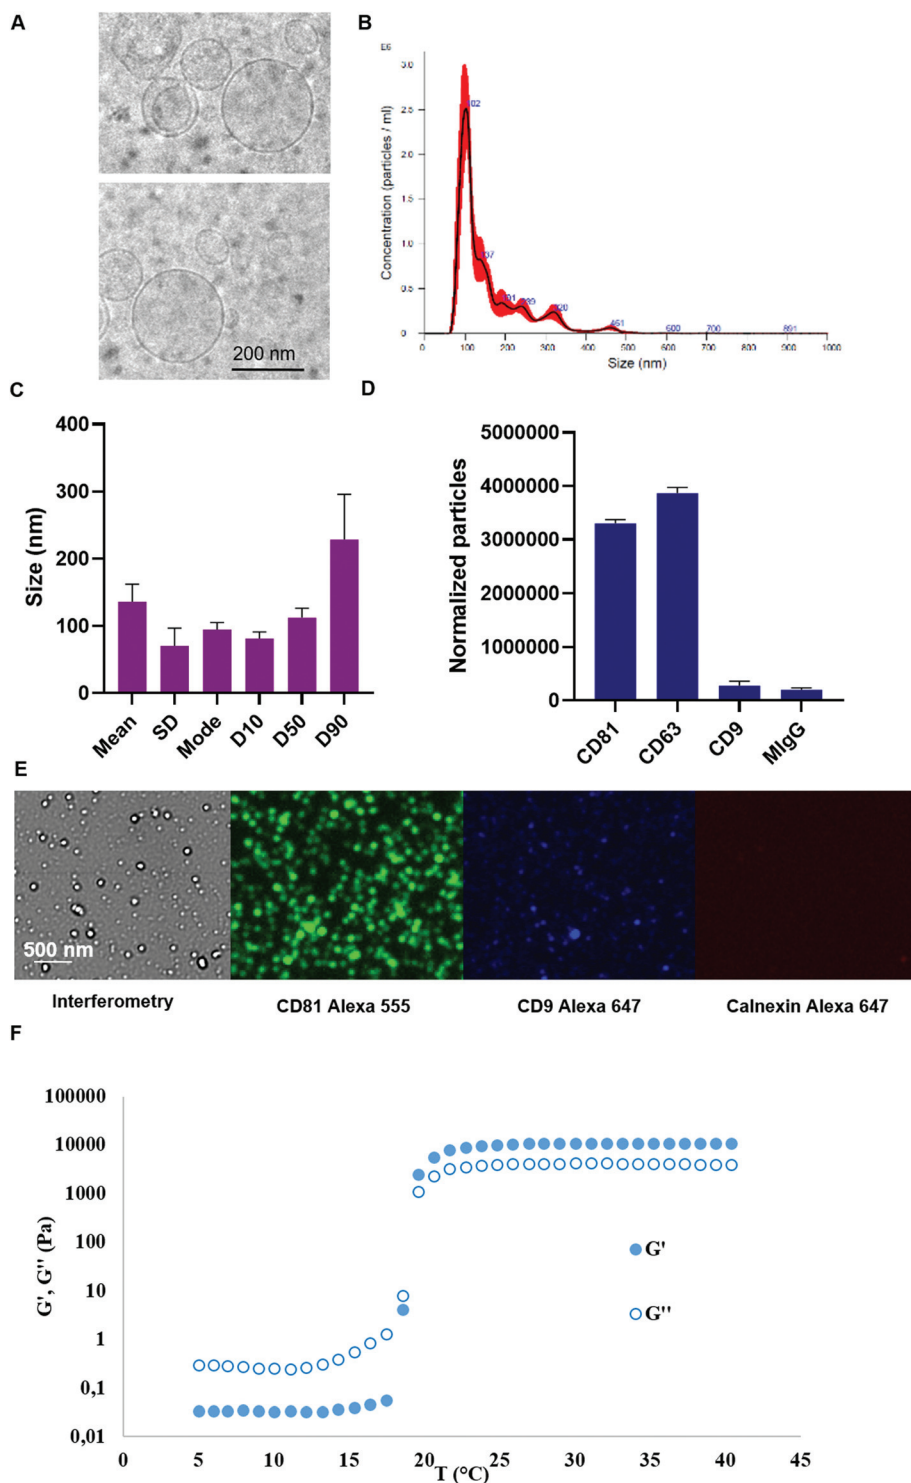 A
200 nm
B
E6
Concentration (particles / ml)
3.0
2.5
2.0
1.5
1.0
0.5
0
0 100 200 300 400 500 600 700 800 900 1000
461 600 700 891
Size (nm)
C
Size (nm)
400
300
200
100
0
Mean SD Mode D10 D50 D90
D
Normalized particles
5000000
4000000
3000000
2000000
1000000
0
CD81 CD63 CD9 MIgG
E
500 nm
Interferometry CD81 Alexa 555 CD9 Alexa 647 Calnexin Alexa 647
F
G', G'' (Pa)
100000
10000
1000
100
10
1
0,1
0,01
G'
G''
0 5 10 15 20 25 30 35 40 45
T (°C)